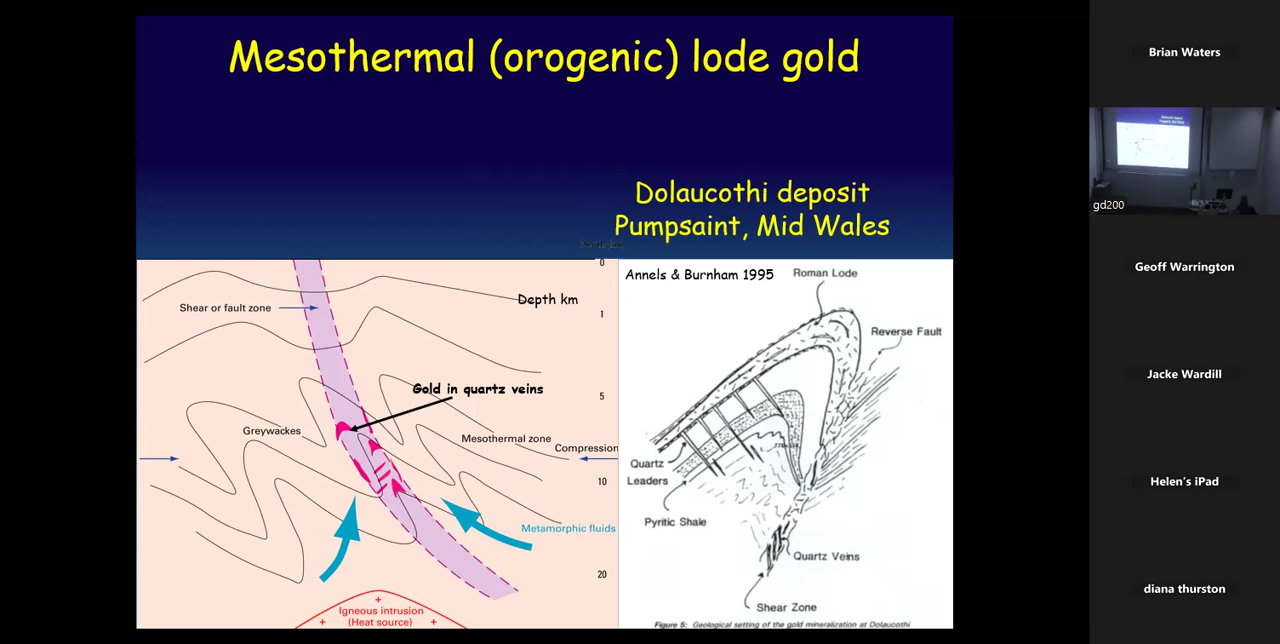 Mesothermal (orogenic) lode gold
Dolaucothi deposit
Pumpsaint, Mid Wales
0
Shear or fault zone
Depth km
1
Gold in quartz veins
5
Greywackes
Mesothermal zone
Compression
10
Metamorphic fluids
20
Igneous intrusion
(Heat source)
Annels & Burnham 1995
Roman Lode
Reverse Fault
Quartz
Leaders
Pyritic Shale
Quartz Veins
Shear Zone
Figure 5: Geological setting of the gold mineralization at Dolaucothi
Brian Waters
gd200
Geoff Warrington
Jacke Wardill
Helen's iPad
diana thurston